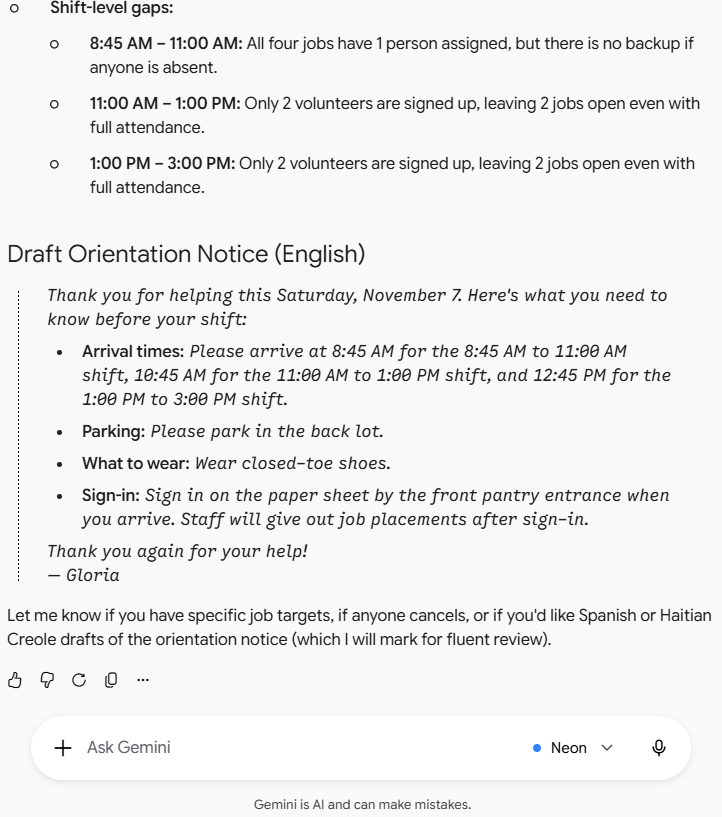 Shift-level gaps:
8:45 AM – 11:00 AM: All four jobs have 1 person assigned, but there is no backup if
anyone is absent.
11:00 AM – 1:00 PM: Only 2 volunteers are signed up, leaving 2 jobs open even with
full attendance.
1:00 PM – 3:00 PM: Only 2 volunteers are signed up, leaving 2 jobs open even with
full attendance.
Draft Orientation Notice (English)
Thank you for helping this Saturday, November 7. Here's what you need to
know before your shift:
Arrival times: Please arrive at 8:45 AM for the 8:45 AM to 11:00 AM
shift, 10:45 AM for the 11:00 AM to 1:00 PM shift, and 12:45 PM for the
1:00 PM to 3:00 PM shift.
Parking: Please park in the back lot.
What to wear: Wear closed-toe shoes.
Sign-in: Sign in on the paper sheet by the front pantry entrance when
you arrive. Staff will give out job placements after sign-in.
Thank you again for your help!
— Gloria
Let me know if you have specific job targets, if anyone cancels, or if you'd like Spanish or Haitian
Creole drafts of the orientation notice (which I will mark for fluent review).
Ask Gemini
Neon
Gemini is AI and can make mistakes.